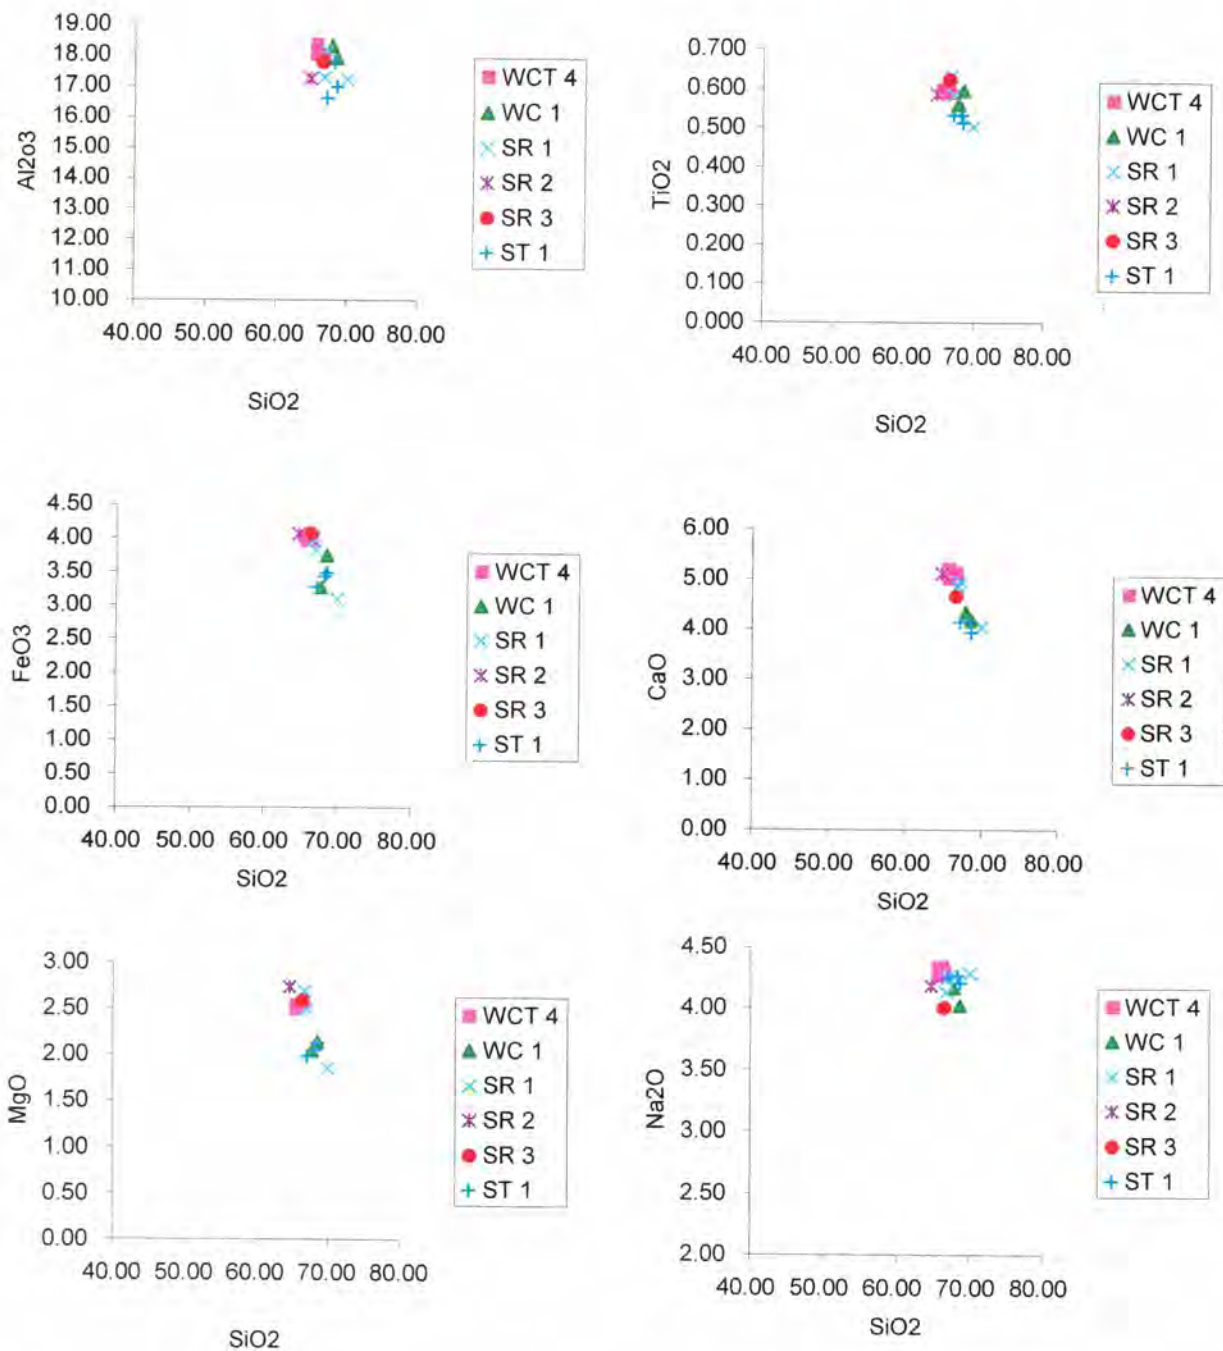 19.00
18.00
17.00
16.00
15.00
14.00
13.00
12.00
11.00
10.00
Al2o3
40.00 50.00 60.00 70.00 80.00
SiO2
WCT 4
WC 1
SR 1
SR 2
SR 3
ST 1
0.700
0.600
0.500
0.400
0.300
0.200
0.100
0.000
TiO2
40.00 50.00 60.00 70.00 80.00
SiO2
WCT 4
WC 1
SR 1
SR 2
SR 3
ST 1
4.50
4.00
3.50
3.00
2.50
2.00
1.50
1.00
0.50
0.00
FeO3
40.00 50.00 60.00 70.00 80.00
SiO2
WCT 4
WC 1
SR 1
SR 2
SR 3
ST 1
6.00
5.00
4.00
3.00
2.00
1.00
0.00
CaO
40.00 50.00 60.00 70.00 80.00
SiO2
WCT 4
WC 1
SR 1
SR 2
SR 3
ST 1
3.00
2.50
2.00
1.50
1.00
0.50
0.00
MgO
40.00 50.00 60.00 70.00 80.00
SiO2
WCT 4
WC 1
SR 1
SR 2
SR 3
ST 1
4.50
4.00
3.50
3.00
2.50
2.00
Na2O
40.00 50.00 60.00 70.00 80.00
SiO2
WCT 4
WC 1
SR 1
SR 2
SR 3
ST 1